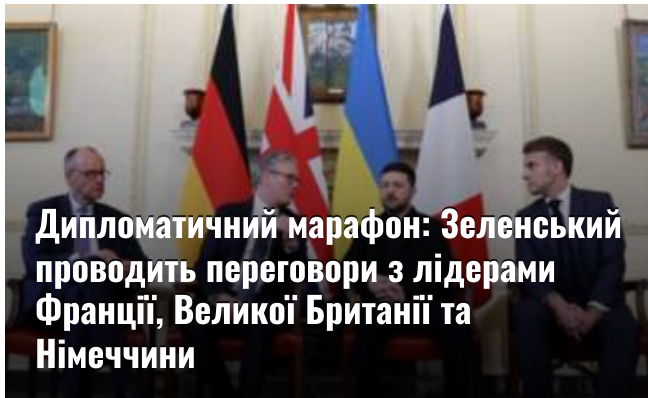 Дипломатичний марафон: Зеленський
проводить переговори з лідерами
Франції, Великої Британії та
Німеччини